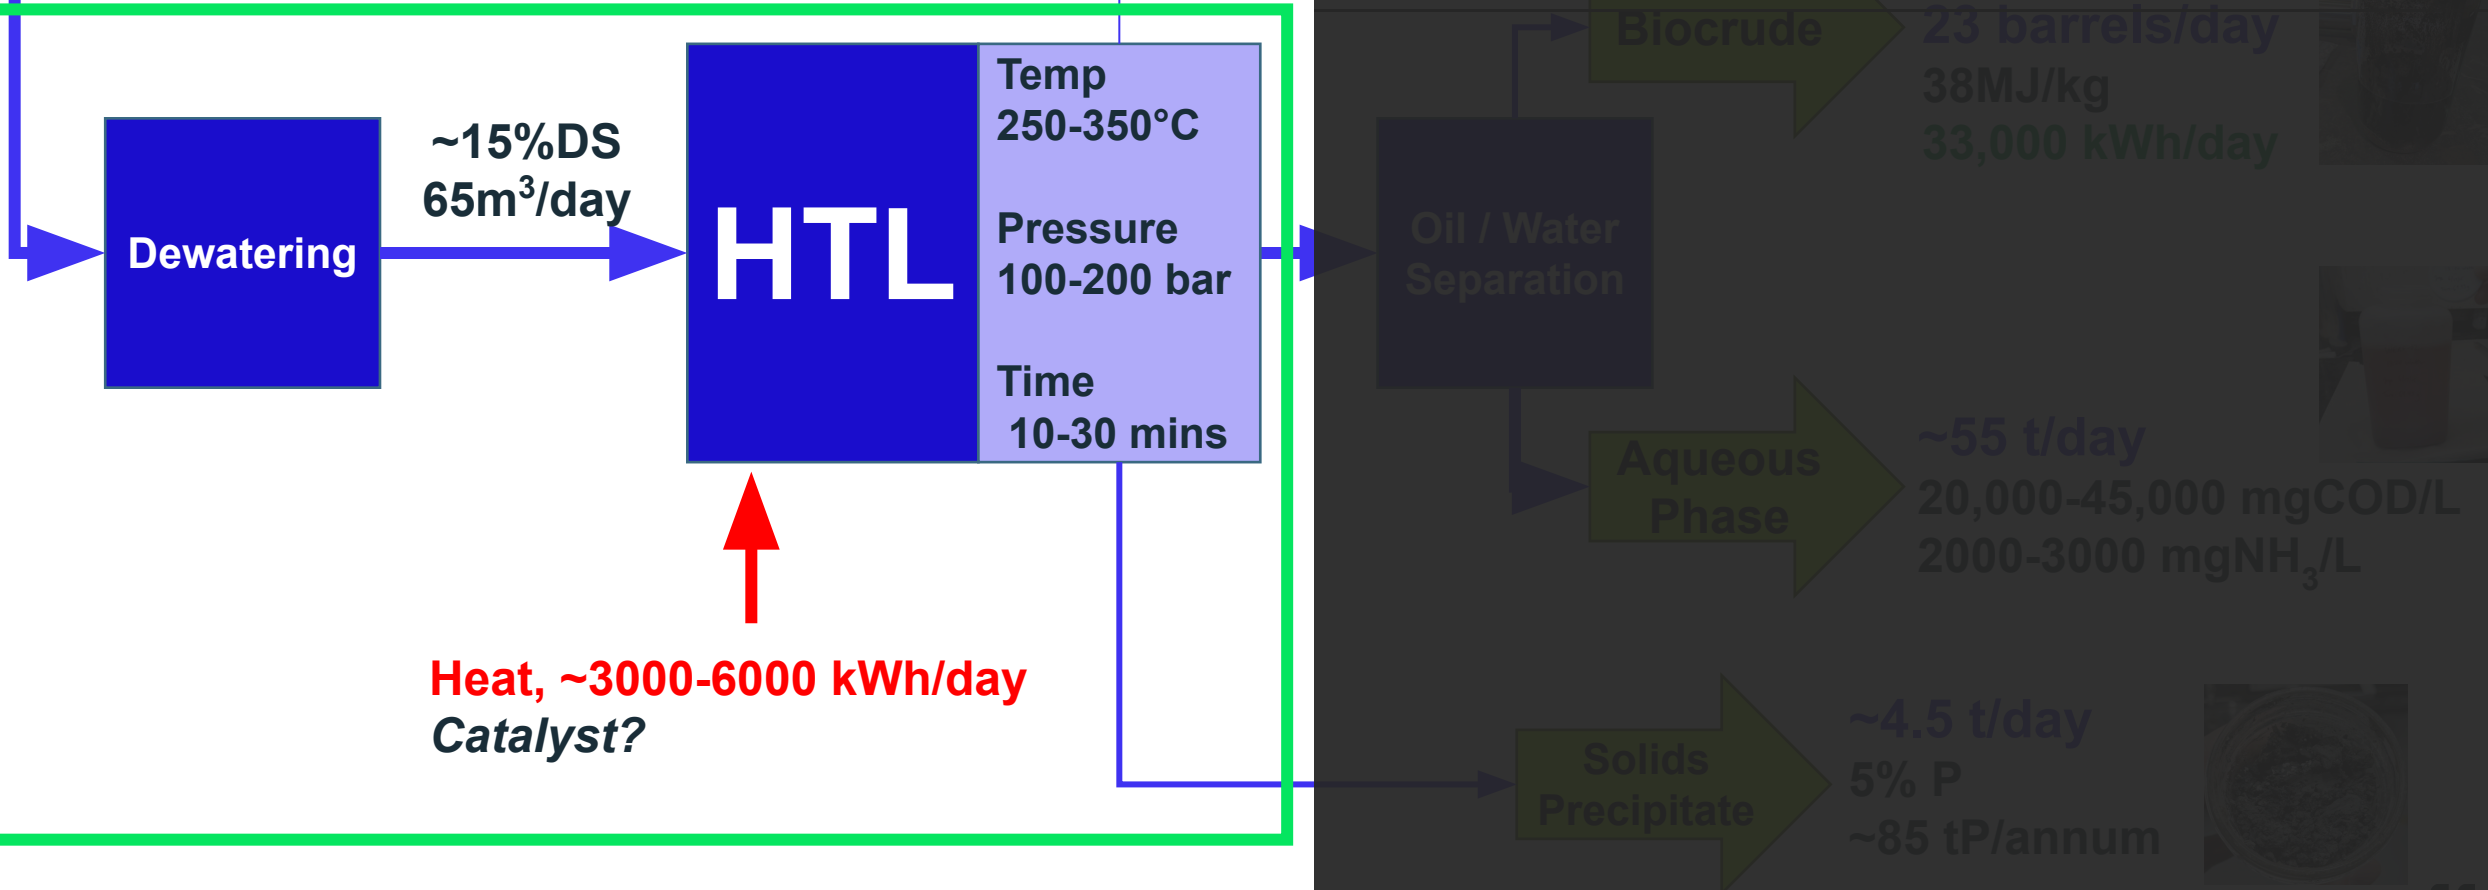 Dewatering
~15%DS
65m³/day
HTL
Temp
250-350°C
Pressure
100-200 bar
Time
10-30 mins
Heat, ~3000-6000 kWh/day
Catalyst?
Oil / Water
Separation
Biocrude
23 barrels/day
38MJ/kg
33,000 kWh/day
Aqueous
Phase
~55 t/day
20,000-45,000 mgCOD/L
2000-3000 mgNH₃/L
Solids
Precipitate
~4.5 t/day
5% P
~85 tP/annum